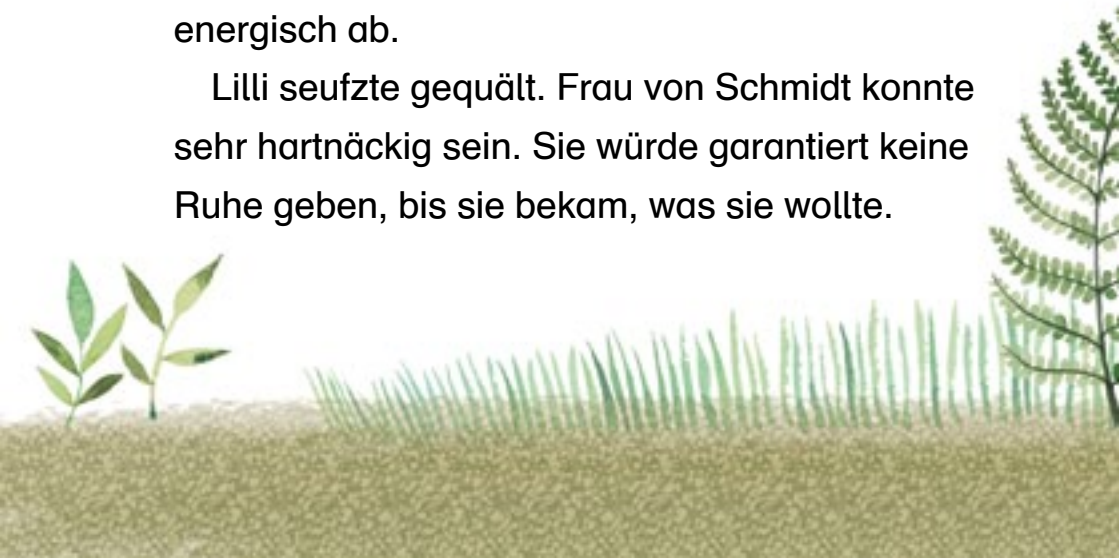 energisch ab.
Lilli seufzte gequält. Frau von Schmidt konnte
sehr hartnäckig sein. Sie würde garantiert keine
Ruhe geben, bis sie bekam, was sie wollte.